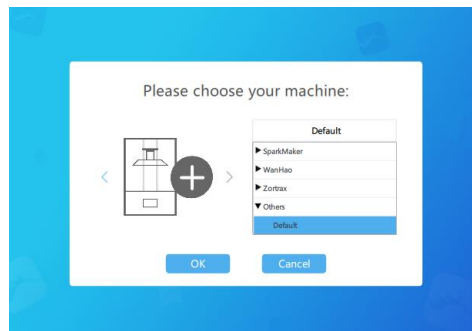 Please choose your machine:
Default
SparkMaker
WanHao
Zortrax
Others
Default
OK
Cancel